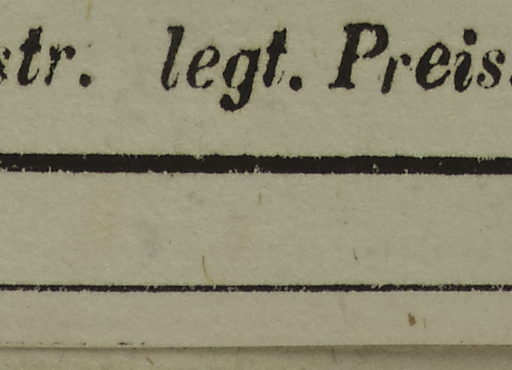 str. legt. Preis.